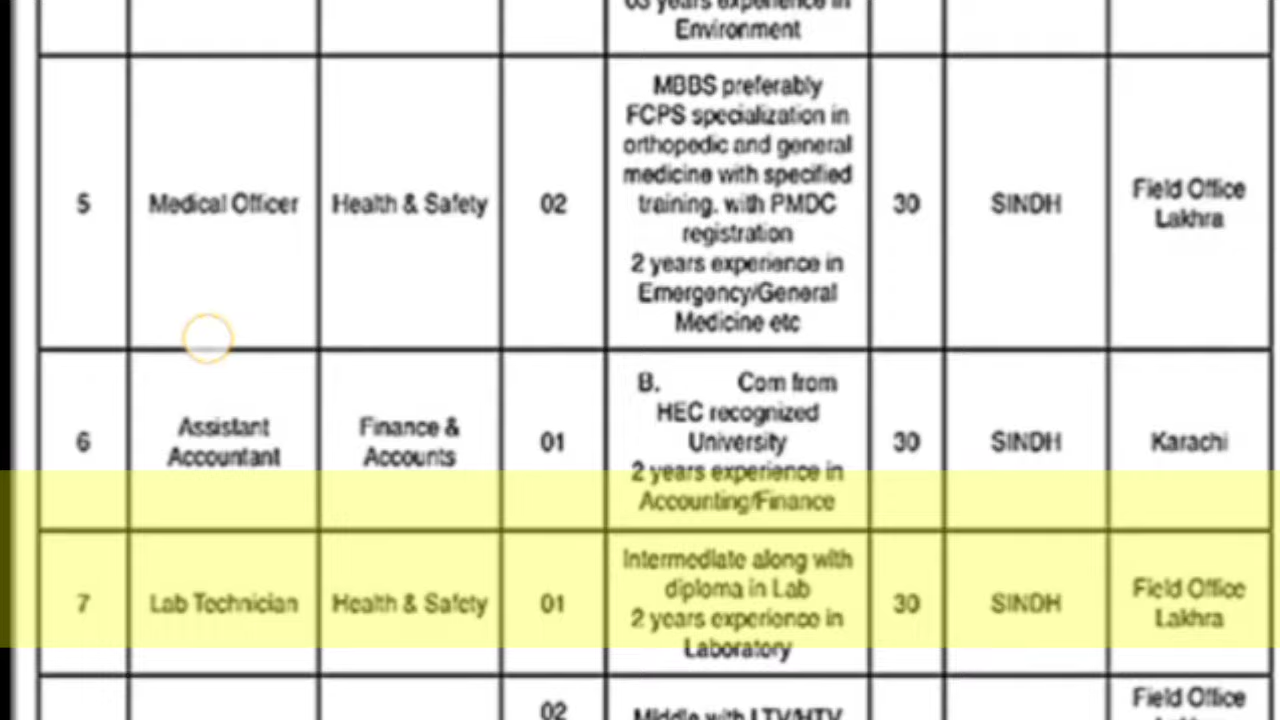 03 years experience in
Environment
5
Medical Officer
Health & Safety
02
MBBS preferably
FCPS specialization in
orthopedic and general
medicine with specified
training. with PMDC
registration
2 years experience in
Emergency/General
Medicine etc
30
SINDH
Field Office
Lakhra
6
Assistant
Accountant
Finance &
Accounts
01
B. Com from
HEC recognized
University
2 years experience in
Accounting/Finance
30
SINDH
Karachi
7
Lab Technician
Health & Safety
01
Intermediate along with
diploma in Lab
2 years experience in
Laboratory
30
SINDH
Field Office
Lakhra
02
Middle with LTV/HTV
Field Office